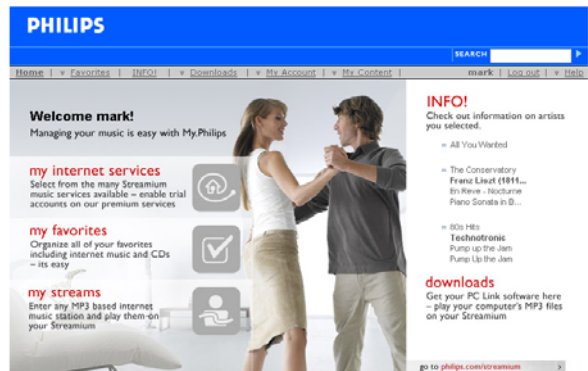 PHILIPS
SEARCH
Home | v Favorites | INFO! | v Downloads | v My Account | v My Content |
mark | Log out | v Help
Welcome mark!
Managing your music is easy with My.Philips
my internet services
Select from the many Streamium
music services available – enable trial
accounts on our premium services
my favorites
Organize all of your favorites
including internet music and CDs
– its easy
my streams
Enter any MP3 based internet
music station and play them-on
your Streamium
INFO!
Check out information on artists
you selected.
All You Wanted
The Conservatory
Franz Liszt (1811,...
En Reve - Nocturne
Piano Sonata in B...
80s Hits
Technotronic
Pump up the Jam
Pump Up the Jam
downloads
Get your PC Link software here
– play your computer's MP3 files
on your Streamium
go to philips.com/streamium >